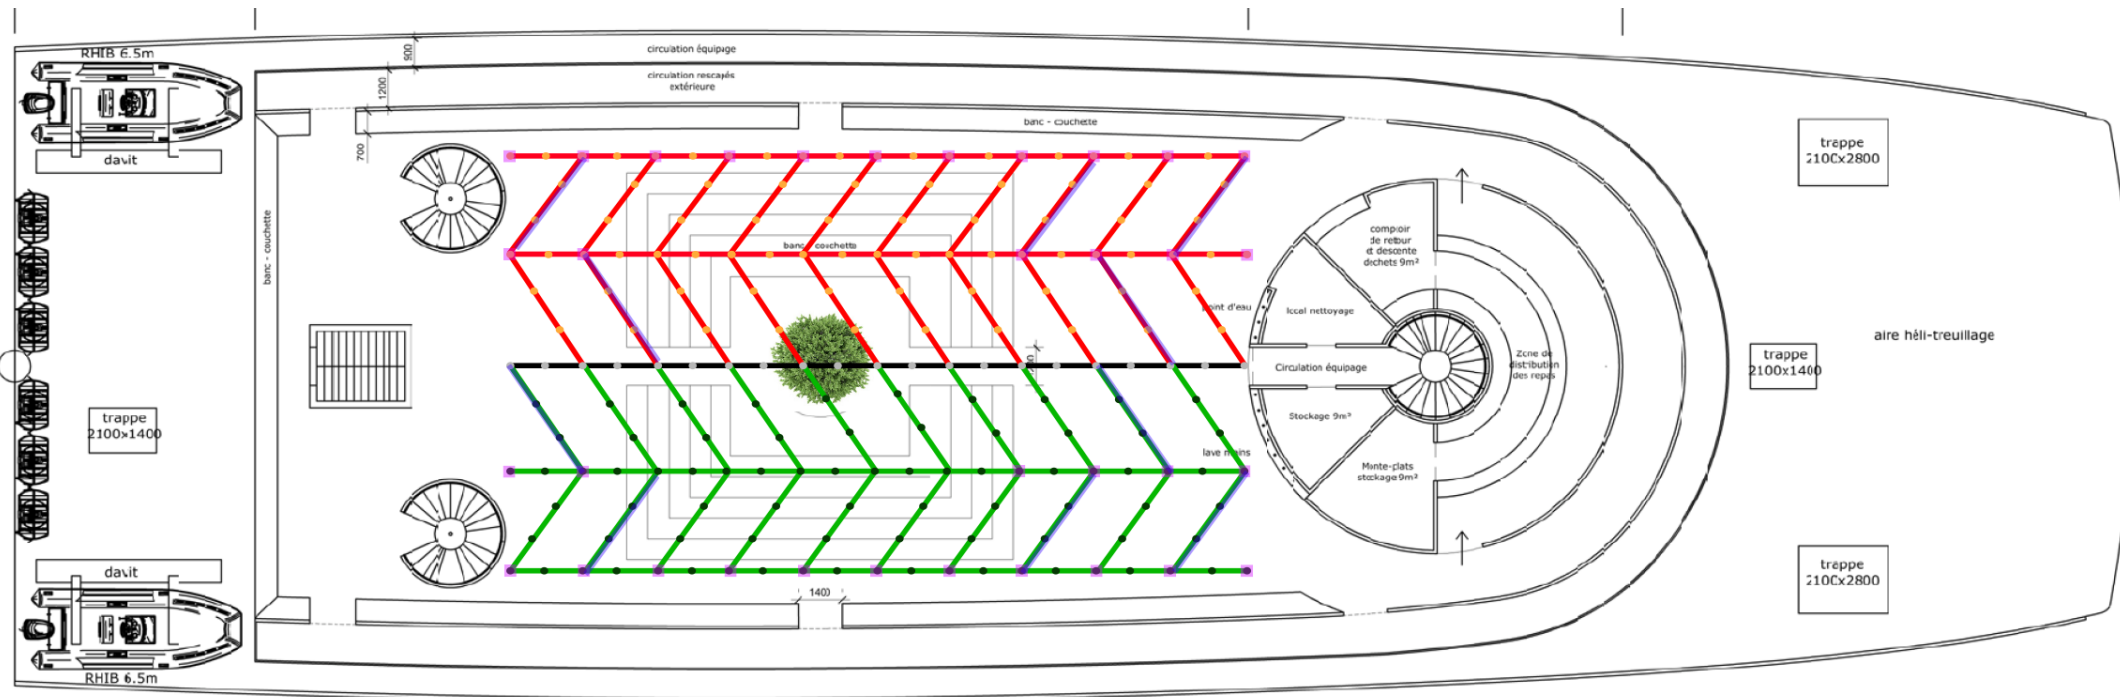 RHIB 6.5m
davit
trappe
2100x1400
davit
RHIB 6.5m
900
1200
700
circulation équipage
circulation rescapés
extérieure
banc - couchette
banc - couchette
banc - couchette
point d'eau
lave mains
1400
comptoir
de retour
et descente
dechets 9m²
local nettoyage
Circulation équipage
Stockage 9m²
Monte-plats
stockage 9m²
Zone de
distribution
des repas
trappe
2100x2800
trappe
2100x1400
aire héli-treuillage
trappe
2100x2800